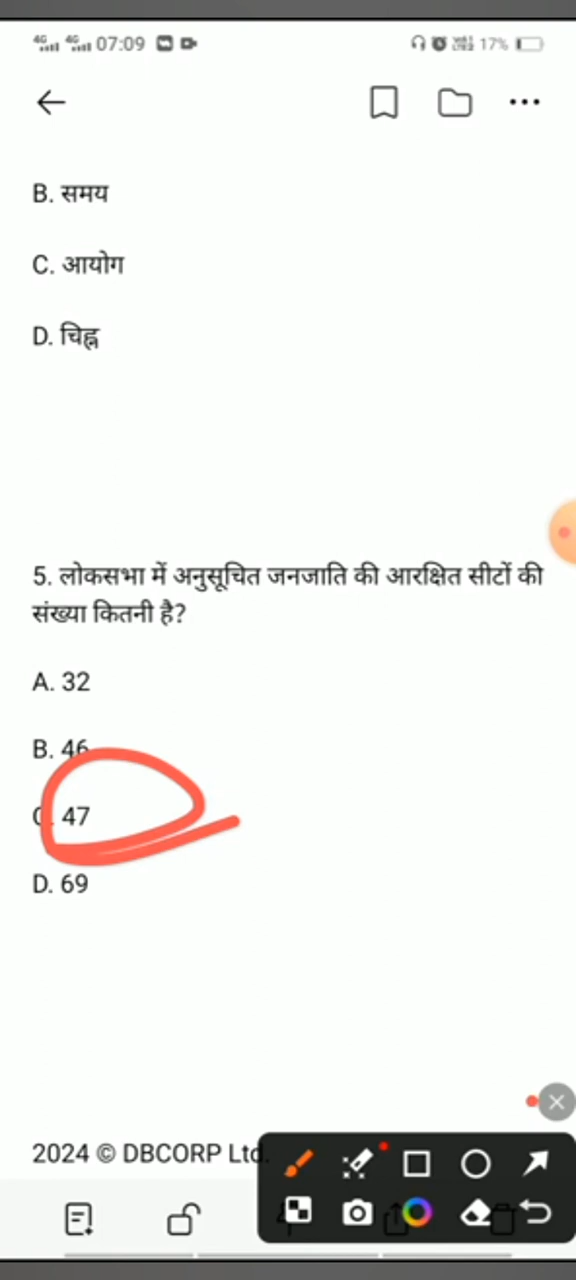 07:09 17%
B. समय
C. आयोग
D. चिह्न
5. लोकसभा में अनुसूचित जनजाति की आरक्षित सीटों की
संख्या कितनी है?
A. 32
B. 46
C. 47
D. 69
2024 © DBCORP Ltd.